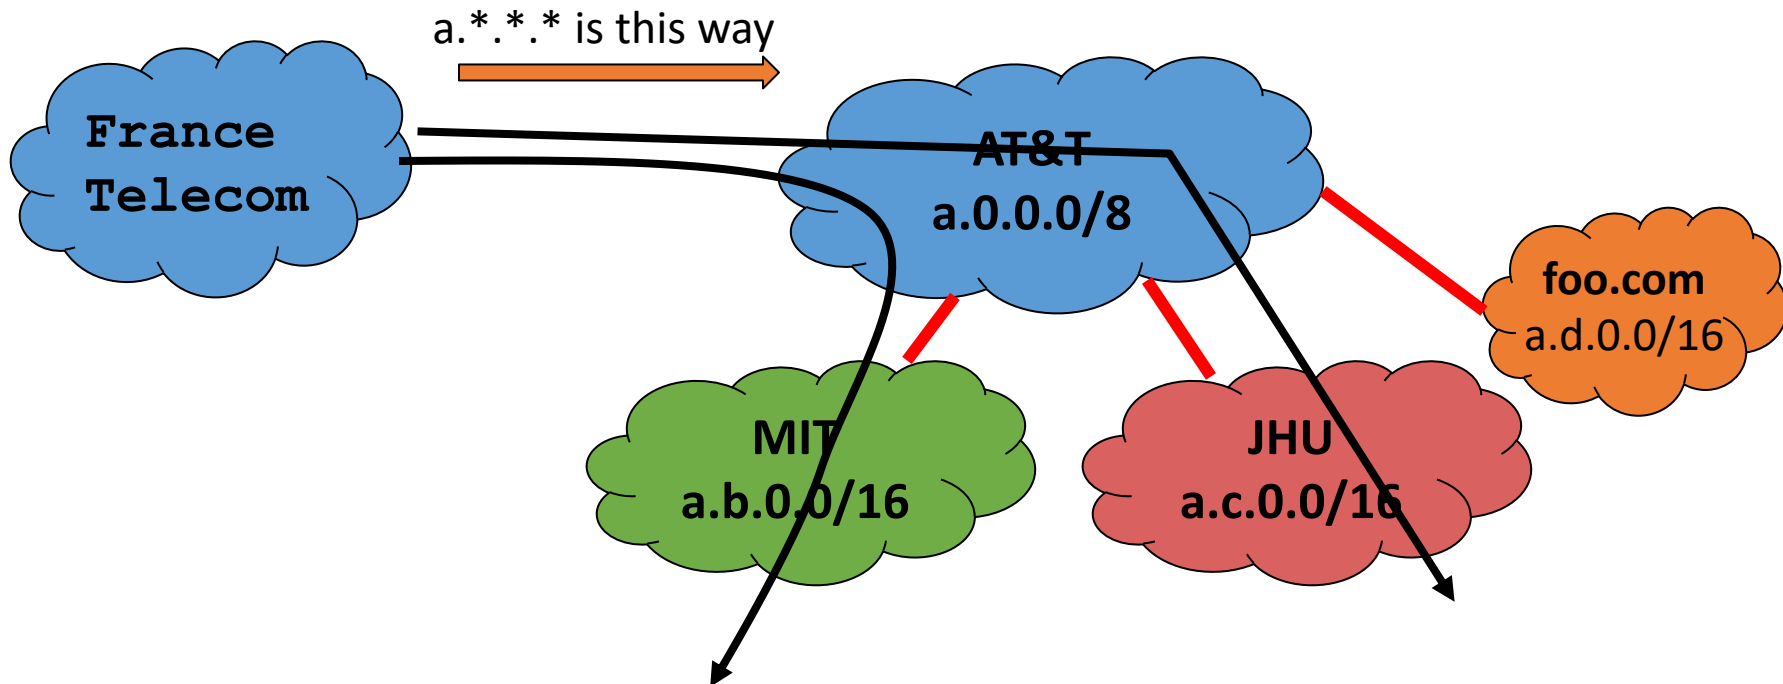 a.*.*.* is this way
France
Telecom
AT&T
a.0.0.0/8
foo.com
a.d.0.0/16
MIT
a.b.0.0/16
JHU
a.c.0.0/16